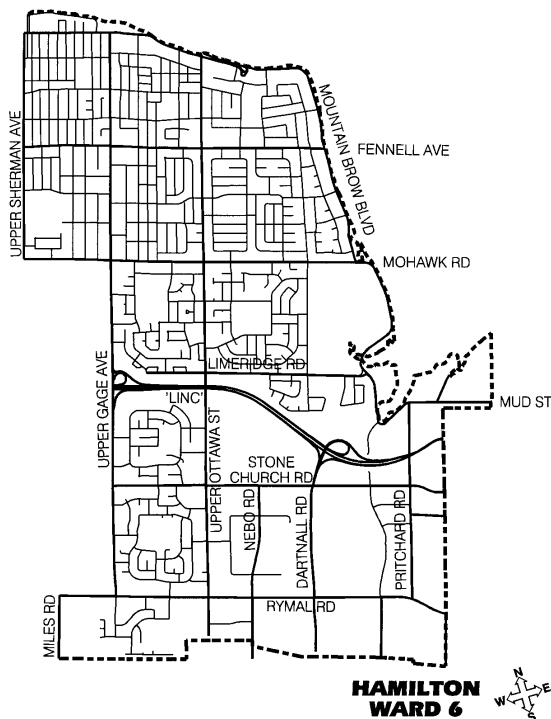 UPPER SHERMAN AVE
MOUNTAIN BROW BLVD
FENNELL AVE
MOHAWK RD
LIMERIDGE RD
UPPER GAGE AVE
'LINC'
MUD ST
UPPER OTTAWA ST
STONE
CHURCH RD
NEBO RD
DARTNALL RD
PRITCHARD RD
MILES RD
RYMAL RD
HAMILTON
WARD 6
N
W
E
S